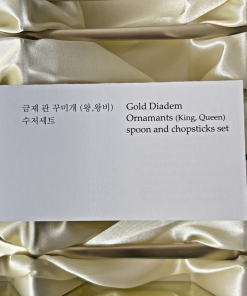 금제 관 꾸미개 (왕,왕비)
수저세트
Gold Diadem
Ornamants (King, Queen)
spoon and chopsticks set